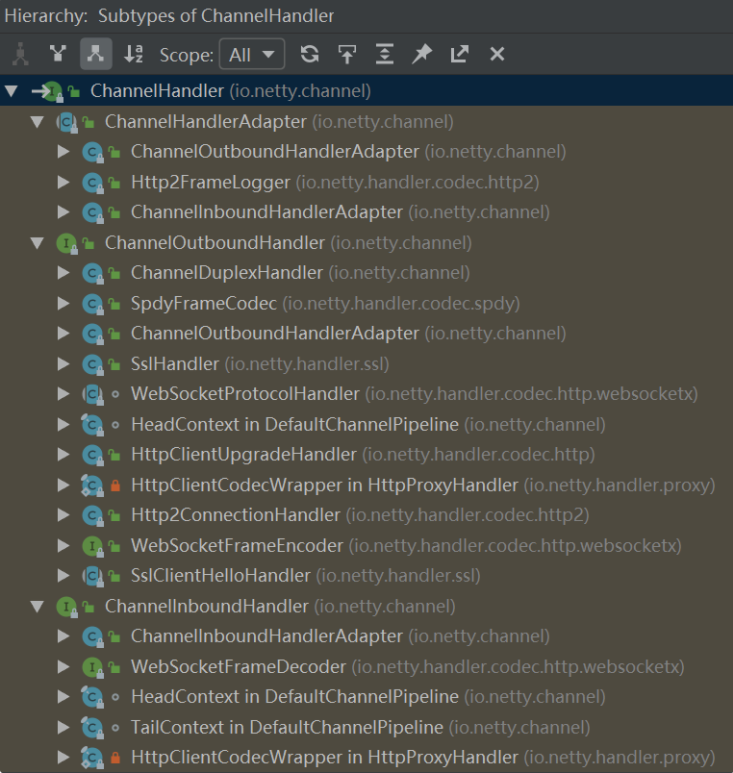 Hierarchy: Subtypes of ChannelHandler
Scope: All
ChannelHandler (io.netty.channel)
ChannelHandlerAdapter (io.netty.channel)
ChannelOutboundHandlerAdapter (io.netty.channel)
Http2FrameLogger (io.netty.handler.codec.http2)
ChannelInboundHandlerAdapter (io.netty.channel)
ChannelOutboundHandler (io.netty.channel)
ChannelDuplexHandler (io.netty.channel)
SpdyFrameCodec (io.netty.handler.codec.spdy)
ChannelOutboundHandlerAdapter (io.netty.channel)
SslHandler (io.netty.handler.ssl)
WebSocketProtocolHandler (io.netty.handler.codec.http.websocketx)
HeadContext in DefaultChannelPipeline (io.netty.channel)
HttpClientUpgradeHandler (io.netty.handler.codec.http)
HttpClientCodecWrapper in HttpProxyHandler (io.netty.handler.proxy)
Http2ConnectionHandler (io.netty.handler.codec.http2)
WebSocketFrameEncoder (io.netty.handler.codec.http.websocketx)
SslClientHelloHandler (io.netty.handler.ssl)
ChannelInboundHandler (io.netty.channel)
ChannelInboundHandlerAdapter (io.netty.channel)
WebSocketFrameDecoder (io.netty.handler.codec.http.websocketx)
HeadContext in DefaultChannelPipeline (io.netty.channel)
TailContext in DefaultChannelPipeline (io.netty.channel)
HttpClientCodecWrapper in HttpProxyHandler (io.netty.handler.proxy)